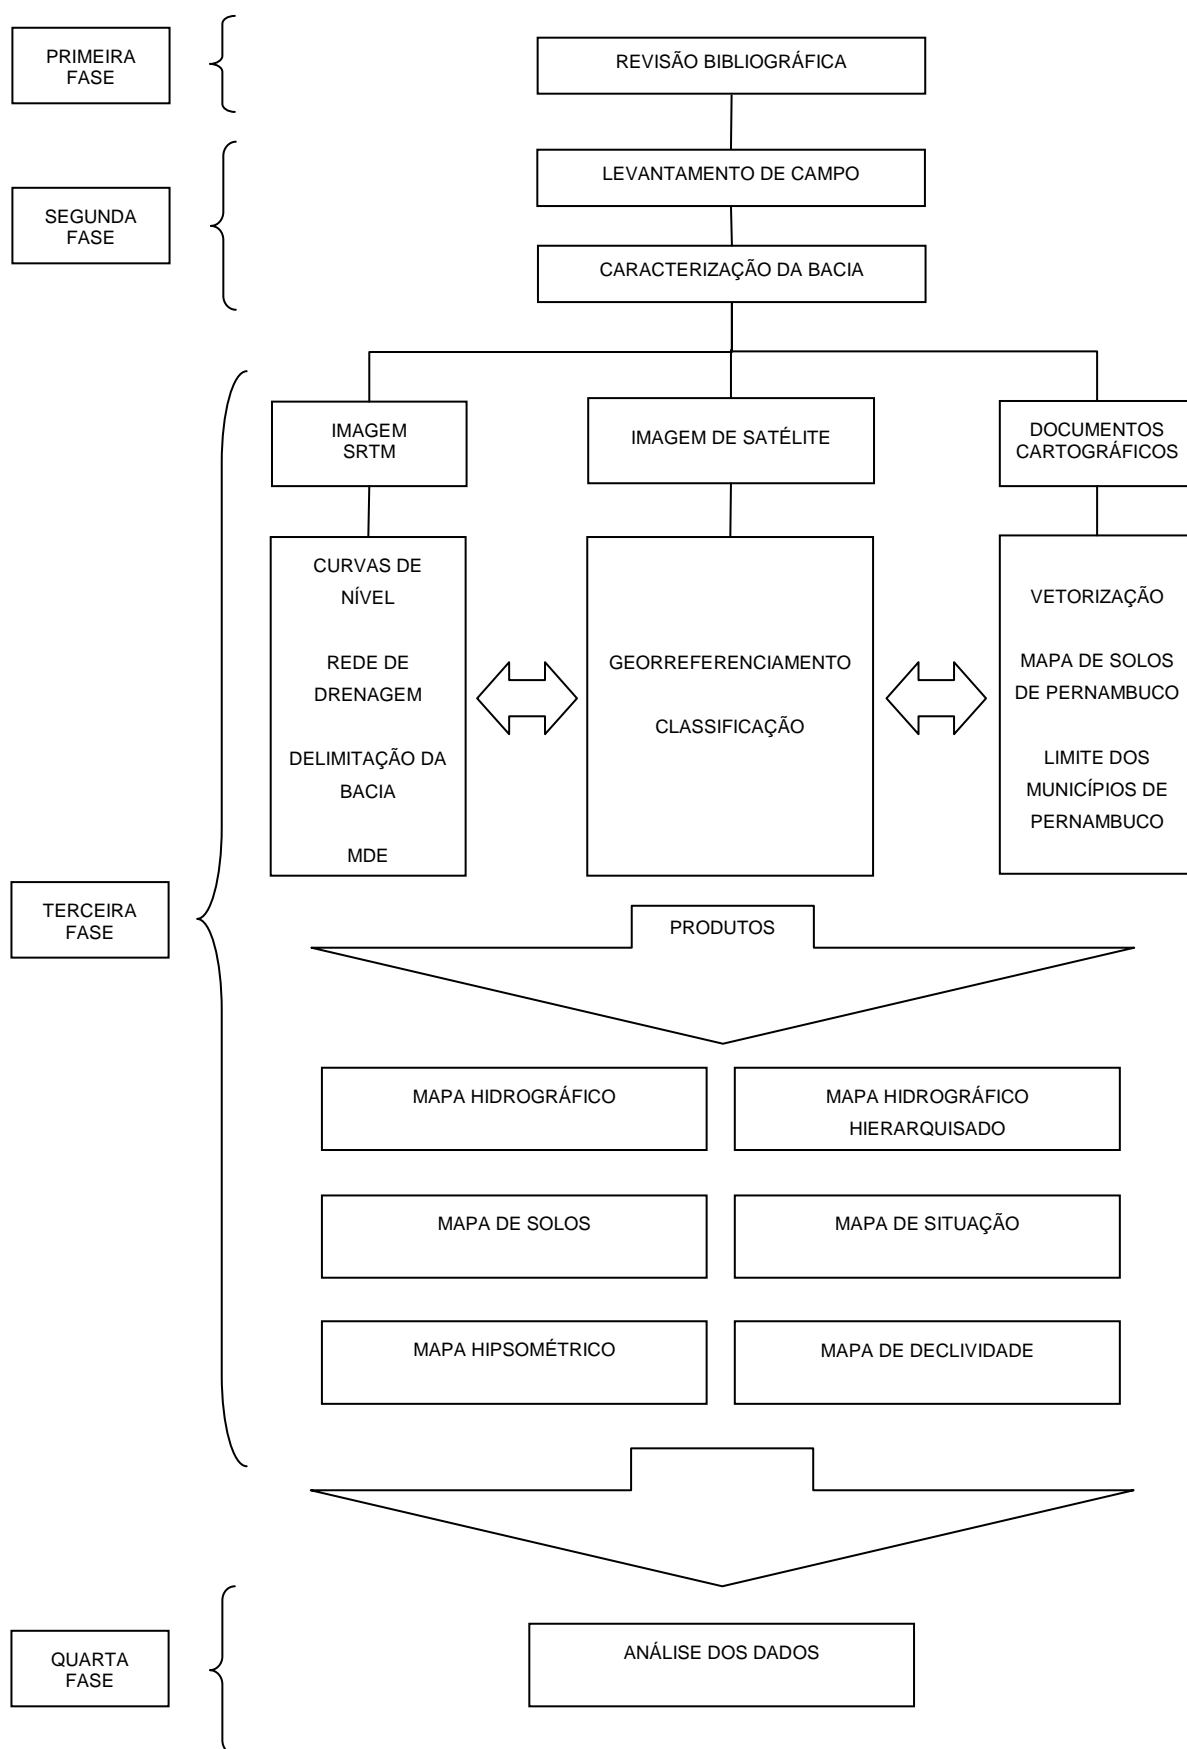 PRIMEIRA
FASE
REVISÃO BIBLIOGRÁFICA
SEGUNDA
FASE
LEVANTAMENTO DE CAMPO
CARACTERIZAÇÃO DA BACIA
TERCEIRA
FASE
IMAGEM
SRTM
IMAGEM DE SATÉLITE
DOCUMENTOS
CARTOGRÁFICOS
CURVAS DE
NÍVEL
REDE DE
DRENAGEM
DELIMITAÇÃO DA
BACIA
MDE
GEORREFERENCIAMENTO
CLASSIFICAÇÃO
VETORIZAÇÃO
MAPA DE SOLOS
DE PERNAMBUCO
LIMITE DOS
MUNICÍPIOS DE
PERNAMBUCO
PRODUTOS
MAPA HIDROGRÁFICO
MAPA HIDROGRÁFICO
HIERARQUISADO
MAPA DE SOLOS
MAPA DE SITUAÇÃO
MAPA HIPSOMÉTRICO
MAPA DE DECLIVIDADE
QUARTA
FASE
ANÁLISE DOS DADOS